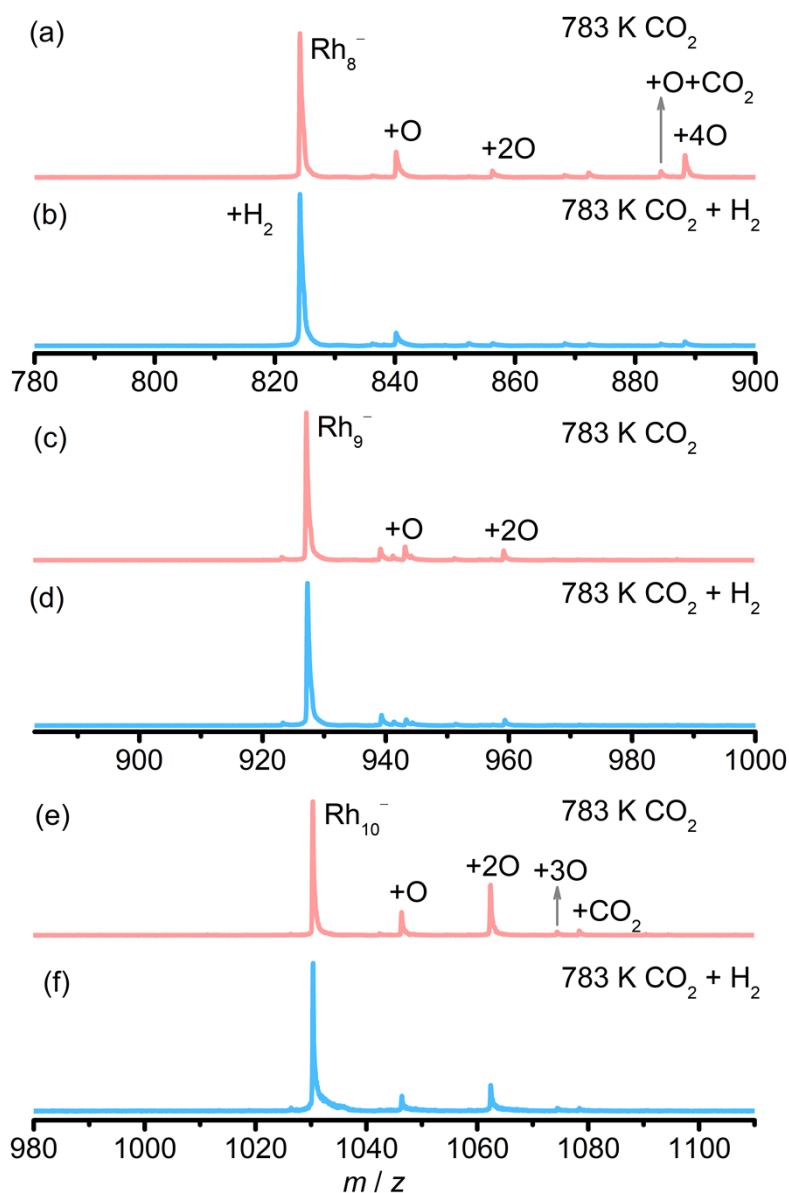 (a)
783 K CO₂
Rh₈⁻
+O+CO₂
+O
+2O
+4O
(b)
+H₂
783 K CO₂ + H₂
780 800 820 840 860 880 900
(c)
783 K CO₂
Rh₉⁻
+O
+2O
(d)
783 K CO₂ + H₂
900 920 940 960 980 1000
(e)
783 K CO₂
Rh₁₀⁻
+O
+2O
+3O
+CO₂
(f)
783 K CO₂ + H₂
980 1000 1020 1040 1060 1080 1100
m / z